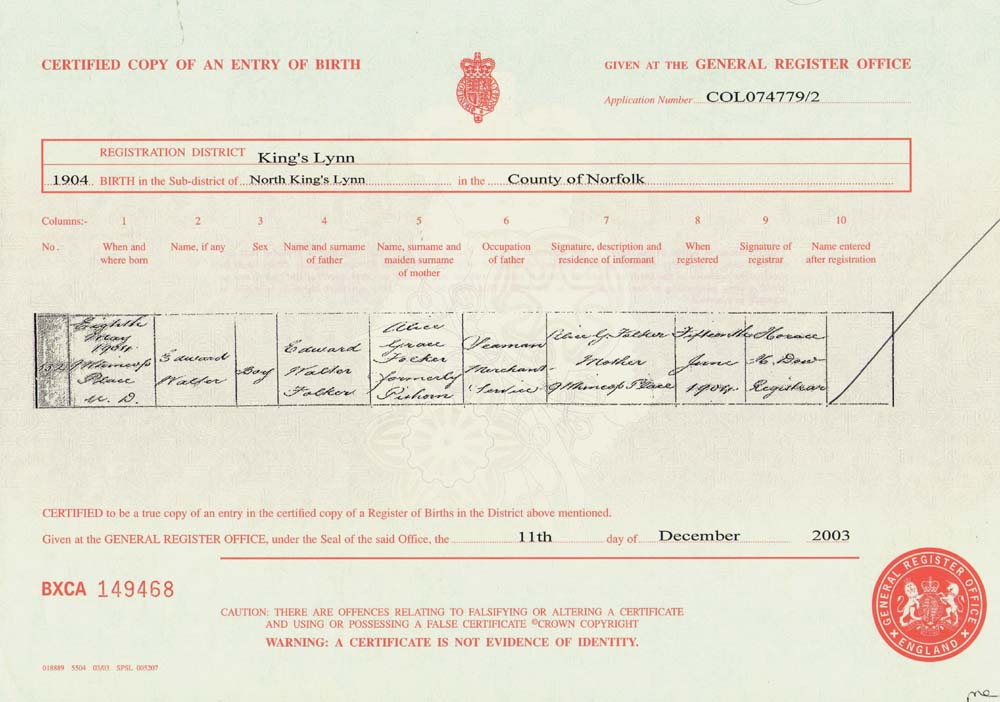 CERTIFIED COPY OF AN ENTRY OF BIRTH
GIVEN AT THE GENERAL REGISTER OFFICE
Application Number COL074779/2
REGISTRATION DISTRICT King's Lynn
1904 BIRTH in the Sub-district of North King's Lynn in the County of Norfolk
Columns:- 1 2 3 4 5 6 7 8 9 10
No. When and where born Name, if any Sex Name and surname of father Name, surname and maiden surname of mother Occupation of father Signature, description and residence of informant When registered Signature of registrar Name entered after registration
Eighth
May
1904
9 Place
U. D.
Edward
Walter
Boy
Edward
Walter
Folker
Alice
Grace
Folker
formerly
Seaman
Merchant
Service
Alice G. Folker
Mother
9 Place
Fifteenth
June
1904
Horace
H. Daw
Registrar
CERTIFIED to be a true copy of an entry in the certified copy of a Register of Births in the District above mentioned.
Given at the GENERAL REGISTER OFFICE, under the Seal of the said Office, the 11th day of December 2003
BXCA 149468
CAUTION: THERE ARE OFFENCES RELATING TO FALSIFYING OR ALTERING A CERTIFICATE
AND USING OR POSSESSING A FALSE CERTIFICATE ©CROWN COPYRIGHT
WARNING: A CERTIFICATE IS NOT EVIDENCE OF IDENTITY.
GENERAL REGISTER OFFICE
ENGLAND
018889 5504 03/03 SPSL 005207